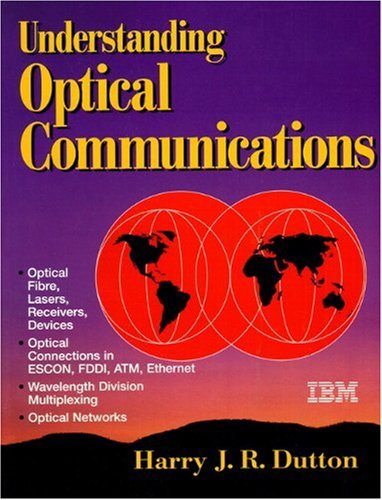 Understanding
Optical
Communications
• Optical
Fibre,
Lasers,
Receivers,
Devices
• Optical
Connections in
ESCON, FDDI, ATM, Ethernet
• Wavelength Division
Multiplexing
• Optical Networks
IBM
Harry J. R. Dutton